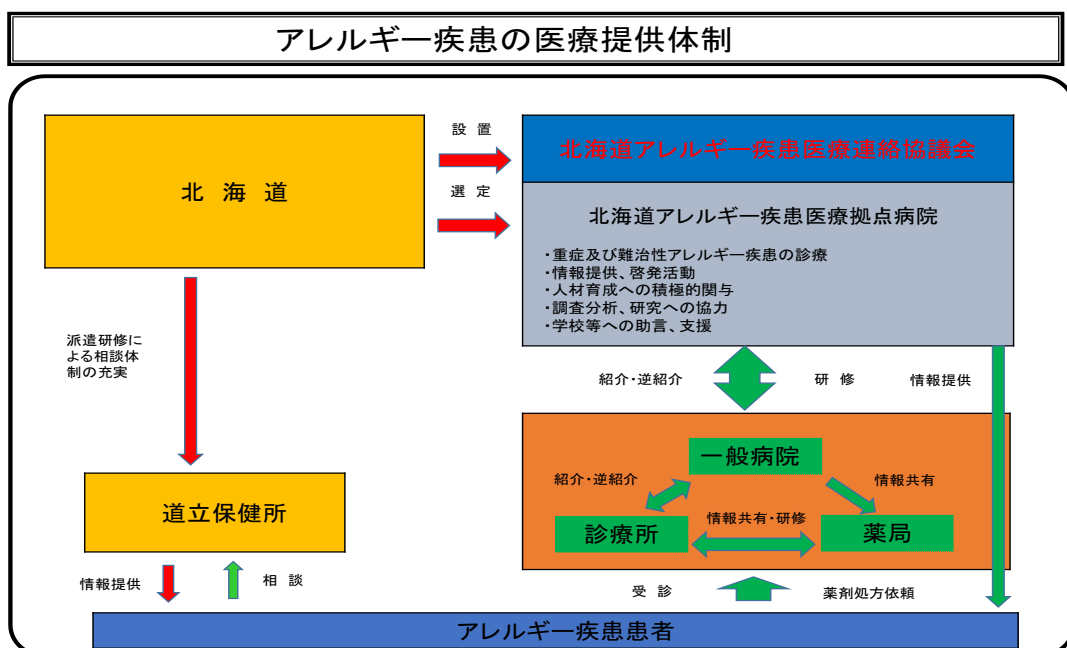 アレルギー疾患の医療提供体制
北 海 道
設 置
選 定
北海道アレルギー疾患医療連絡協議会
北海道アレルギー疾患医療拠点病院
・重症及び難治性アレルギー疾患の診療
・情報提供、啓発活動
・人材育成への積極的関与
・調査分析、研究への協力
・学校等への助言、支援
派遣研修に
よる相談体
制の充実
紹介・逆紹介
研 修
情報提供
一般病院
紹介・逆紹介
情報共有
情報共有・研修
診療所
薬局
道立保健所
情報提供
相 談
受 診
薬剤処方依頼
アレルギー疾患患者